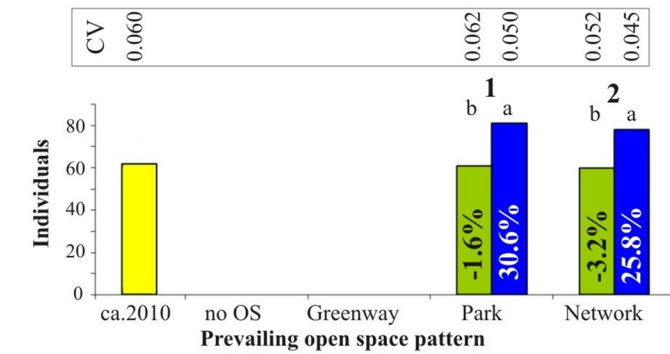 CV 0.060 0.062 0.050 0.052 0.045
1 2
b a b a
Individuals
80
60
40
20
0
-1.6% 30.6% -3.2% 25.8%
ca.2010 no OS Greenway Park Network
Prevailing open space pattern